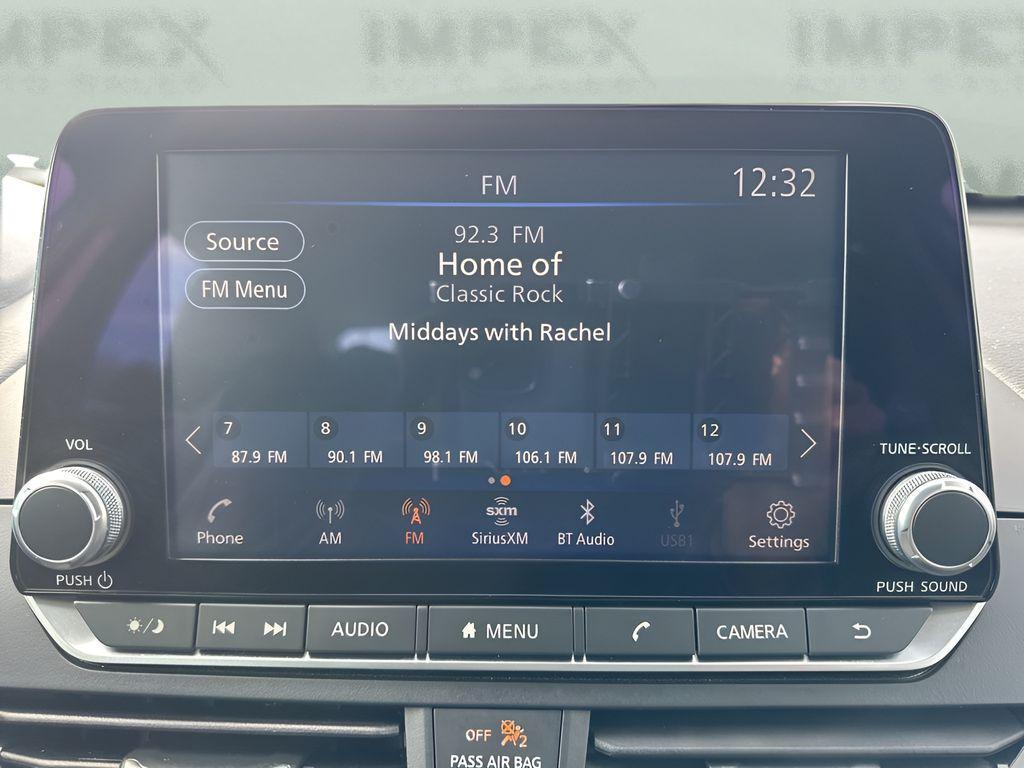 IMPEX IMPEX IMPEX
FM 12:32
Source
92.3 FM
Home of
FM Menu
Classic Rock
Middays with Rachel
7 8 9 10 11 12
87.9 FM 90.1 FM 98.1 FM 106.1 FM 107.9 FM 107.9 FM
VOL
TUNE·SCROLL
sxm
Phone AM FM SiriusXM BT Audio USB1 Settings
PUSH
PUSH SOUND
AUDIO MENU CAMERA
OFF 2
PASS AIR BAG